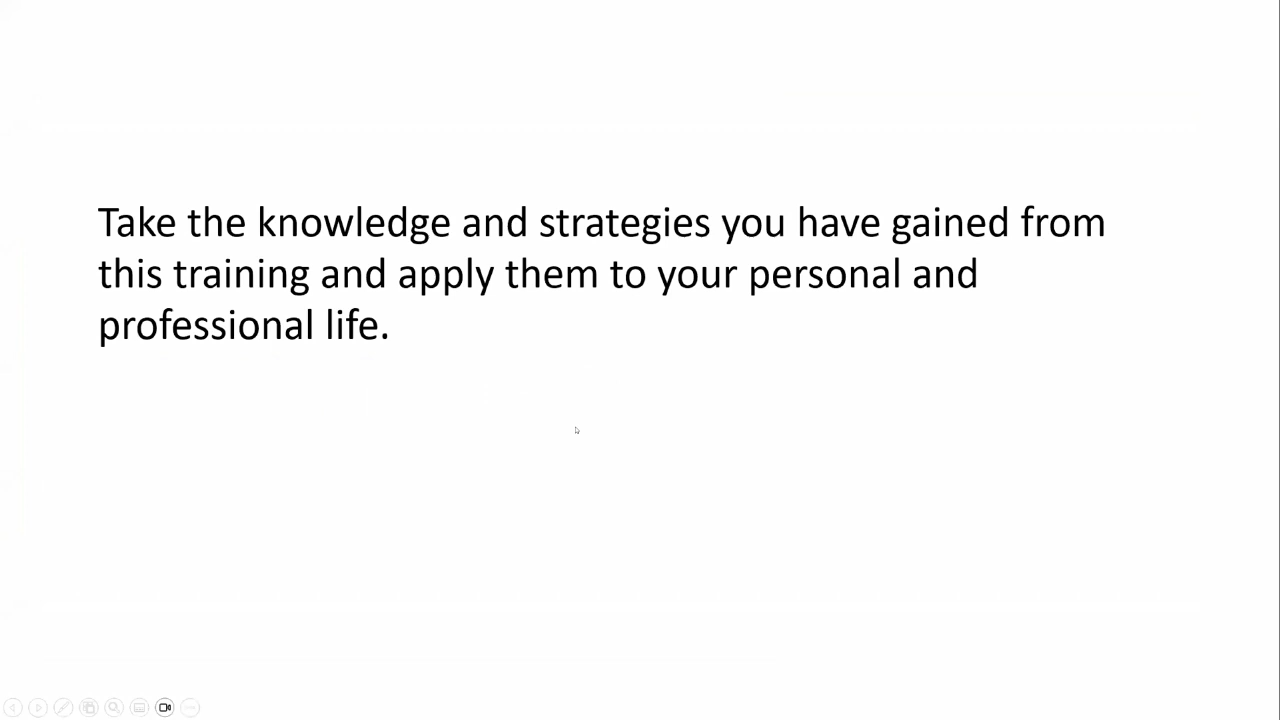 Take the knowledge and strategies you have gained from
this training and apply them to your personal and
professional life.